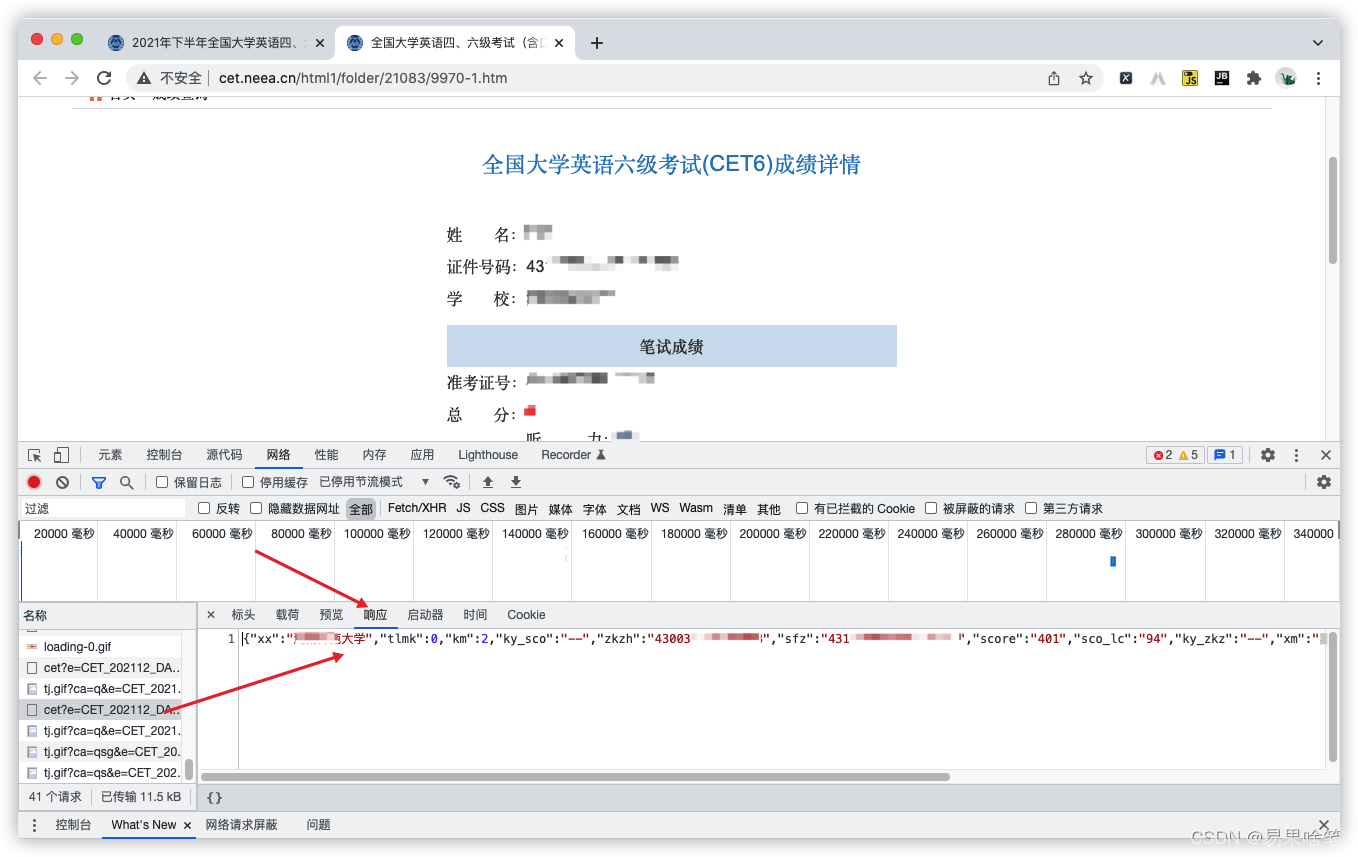 2021年下半年全国大学英语四、
全国大学英语四、六级考试（含口
不安全 cet.neea.cn/html1/folder/21083/9970-1.htm
全国大学英语六级考试(CET6)成绩详情
姓 名：
证件号码：431
学 校：
笔试成绩
准考证号：
总 分：
听 力：
元素 控制台 源代码 网络 性能 内存 应用 Lighthouse Recorder 2 5 1
保留日志 停用缓存 已停用节流模式
过滤 反转 隐藏数据网址 全部 Fetch/XHR JS CSS 图片 媒体 字体 文档 WS Wasm 清单 其他 有已拦截的 Cookie 被屏蔽的请求 第三方请求
20000 毫秒 40000 毫秒 60000 毫秒 80000 毫秒 100000 毫秒 120000 毫秒 140000 毫秒 160000 毫秒 180000 毫秒 200000 毫秒 220000 毫秒 240000 毫秒 260000 毫秒 280000 毫秒 300000 毫秒 320000 毫秒 340000
名称 × 标头 载荷 预览 响应 启动器 时间 Cookie
1 {"xx":"大学","tlmk":0,"km":2,"ky_sco":"--","zkzh":"43003","sfz":"431","score":"401","sco_lc":"94","ky_zkz":"--","xm":"
loading-0.gif
cet?e=CET_202112_DA...
tj.gif?ca=q&e=CET_2021...
cet?e=CET_202112_DA...
tj.gif?ca=q&e=CET_2021...
tj.gif?ca=qsg&e=CET_20...
tj.gif?ca=qs&e=CET_202...
41 个请求 已传输 11.5 kB {}
控制台 What's New × 网络请求屏蔽 问题
CSDN @易果啥笔